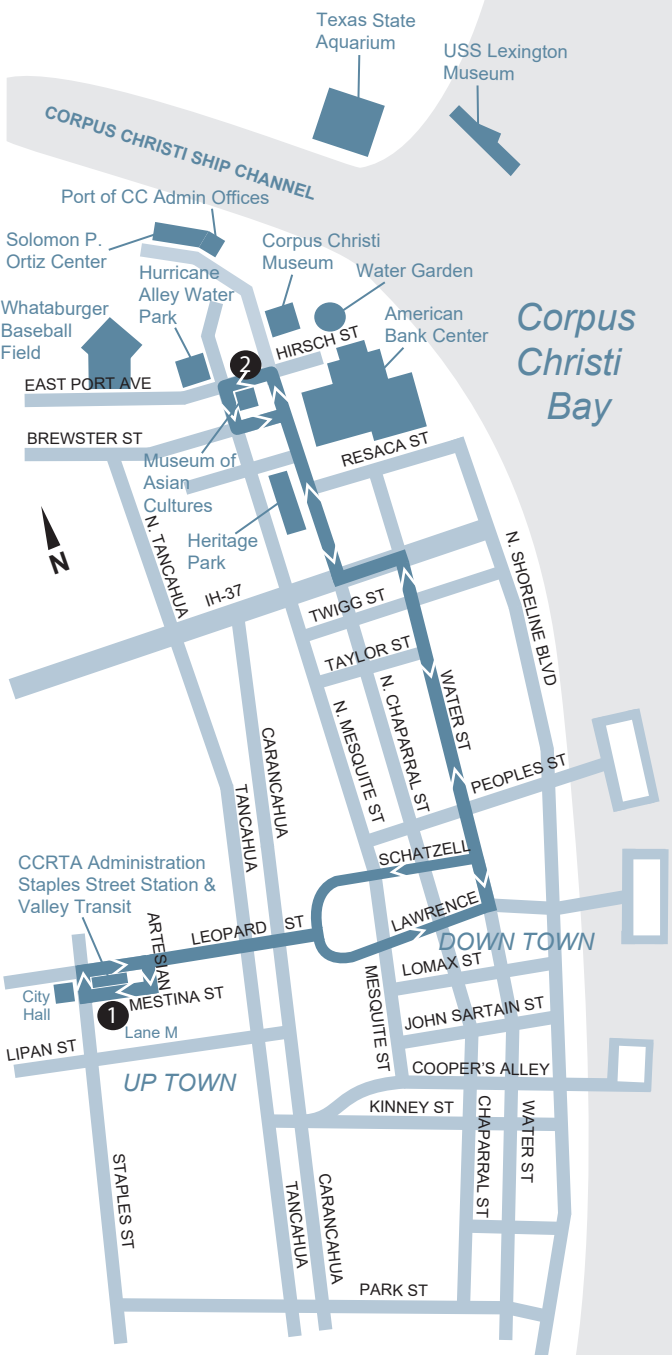 Texas State
Aquarium
USS Lexington
Museum
CORPUS CHRISTI SHIP CHANNEL
Port of CC Admin Offices
Solomon P.
Ortiz Center
Corpus Christi
Museum
Hurricane
Alley Water
Park
Water Garden
Whataburger
Baseball
Field
American
Bank Center
Corpus
Christi
Bay
2
HIRSCH ST
EAST PORT AVE
BREWSTER ST
RESACA ST
Museum of
Asian
Cultures
Heritage
Park
N
N. TANCAHUA
IH-37
N. SHORELINE BLVD
TWIGG ST
TAYLOR ST
WATER ST
N. CHAPARRAL ST
N. MESQUITE ST
CARANCAHUA
TANCAHUA
PEOPLES ST
SCHATZELL
CCRTA Administration
Staples Street Station &
Valley Transit
ARTESIAN
LEOPARD ST
LAWRENCE
DOWN TOWN
LOMAX ST
MESQUITE ST
City
Hall
MESTINA ST
1
Lane M
JOHN SARTAIN ST
LIPAN ST
COOPER'S ALLEY
UP TOWN
KINNEY ST
CHAPARRAL ST
WATER ST
STAPLES ST
TANCAHUA
CARANCAHUA
PARK ST